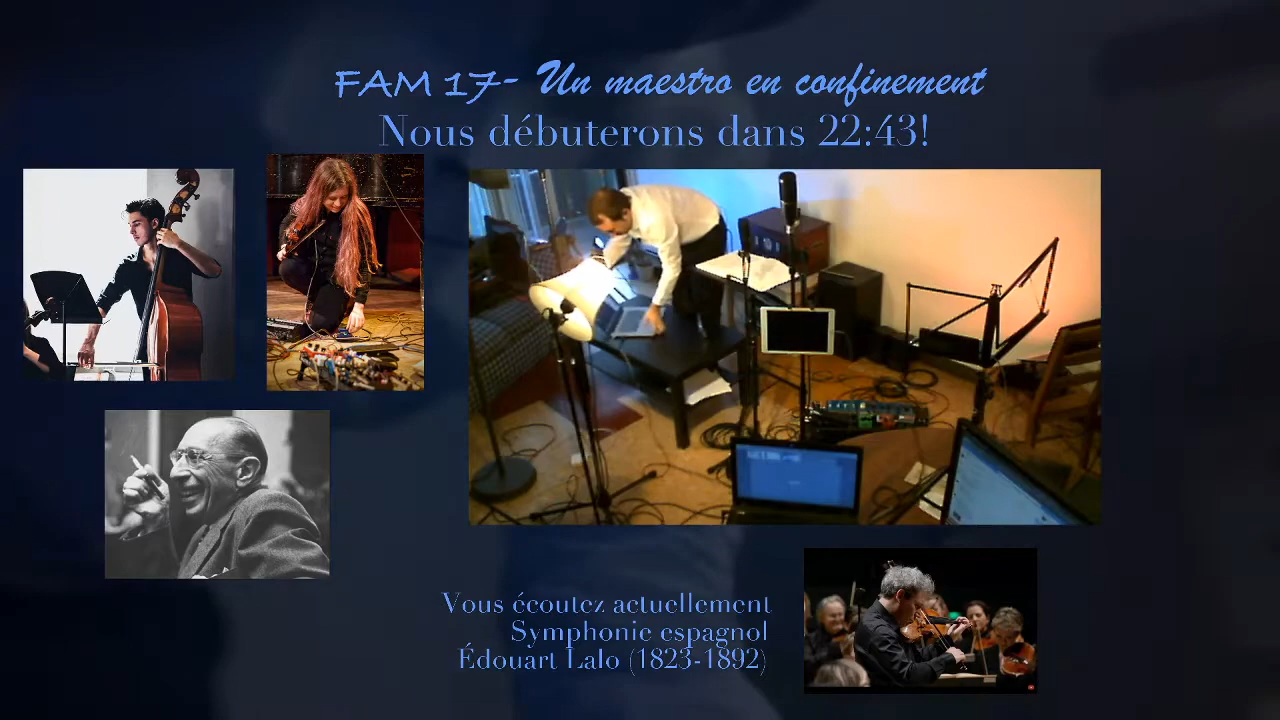 FAM 17- Un maestro en confinement
Nous débuterons dans 22:43!
Vous écoutez actuellement
Symphonie espagnol
Édouart Lalo (1823-1892)